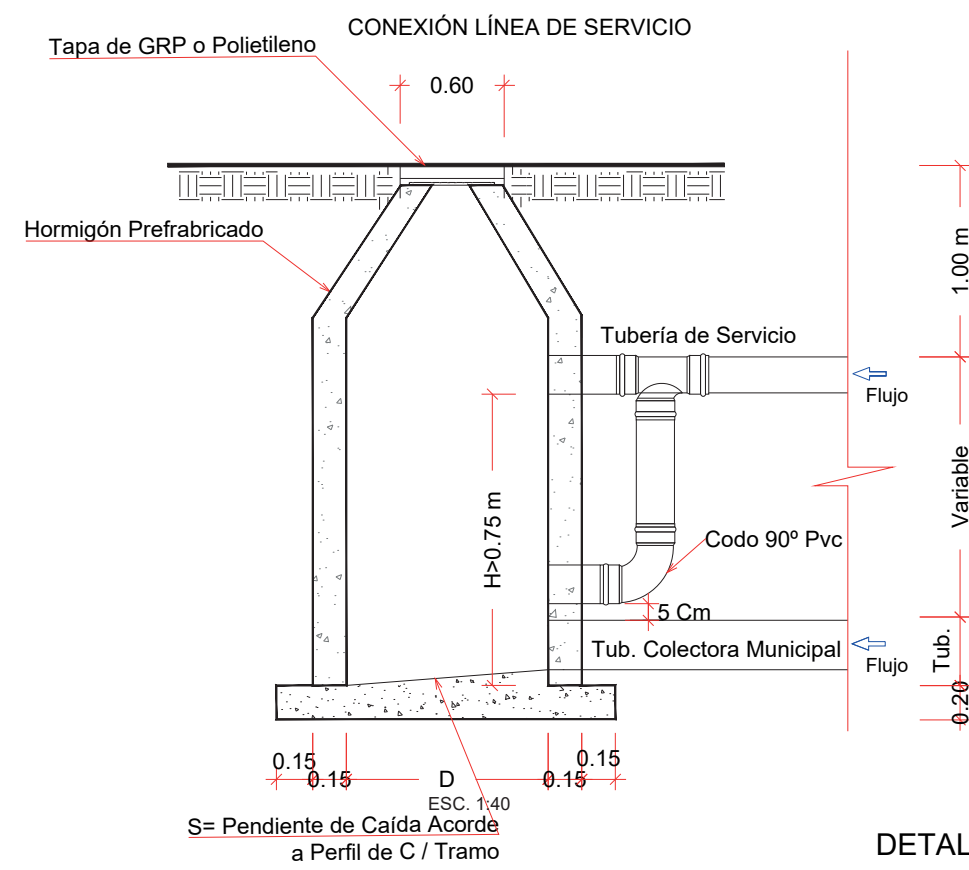 CONEXIÓN LÍNEA DE SERVICIO
Tapa de GRP o Polietileno
0.60
Hormigón Prefrabricado
1.00 m
Tubería de Servicio
Flujo
Variable
H>0.75 m
Codo 90º Pvc
5 Cm
Tub. Colectora Municipal
Flujo
Tub.
0.20
0.15
0.15
D
0.15
0.15
ESC. 1:40
S= Pendiente de Caída Acorde
a Perfil de C / Tramo
DETAL